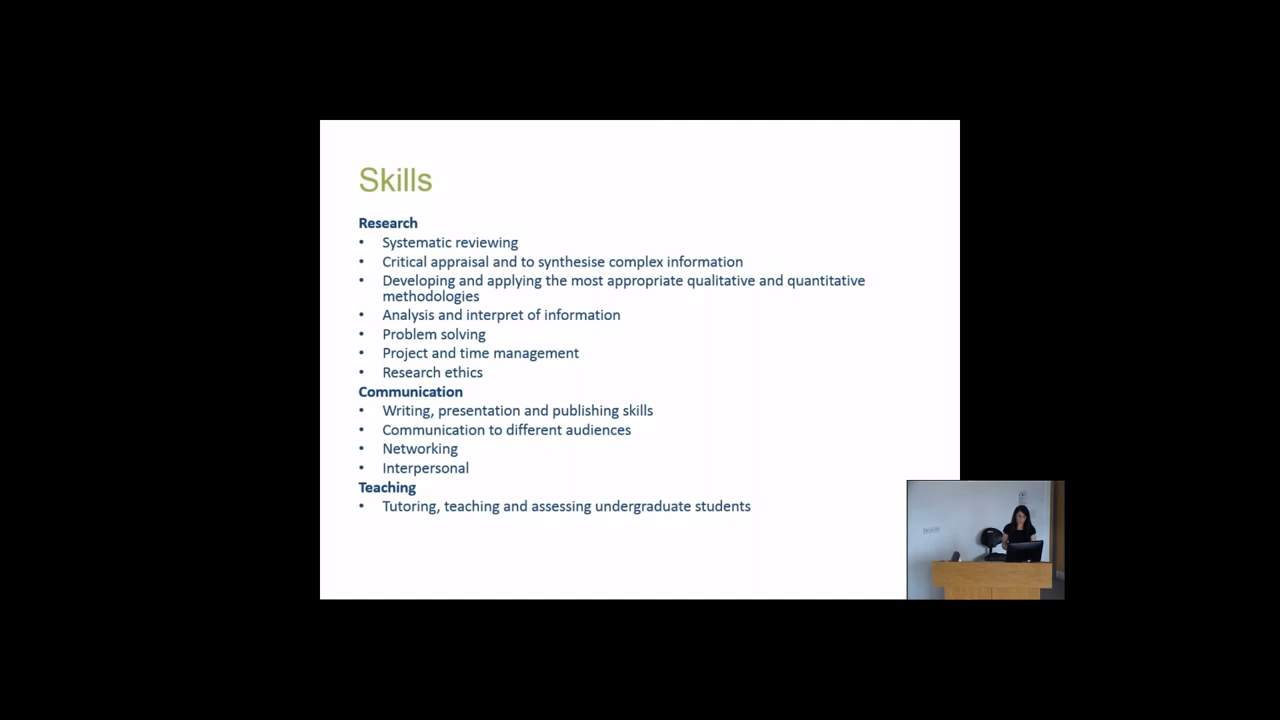 Skills
Research
• Systematic reviewing
• Critical appraisal and to synthesise complex information
• Developing and applying the most appropriate qualitative and quantitative
methodologies
• Analysis and interpret of information
• Problem solving
• Project and time management
• Research ethics
Communication
• Writing, presentation and publishing skills
• Communication to different audiences
• Networking
• Interpersonal
Teaching
• Tutoring, teaching and assessing undergraduate students